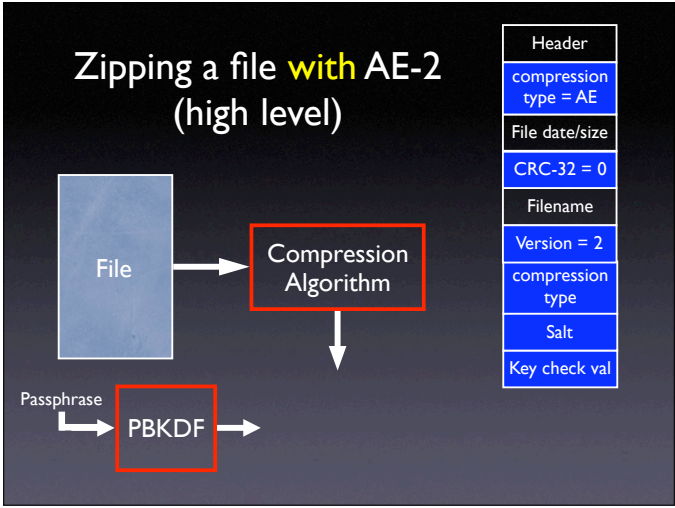 Zipping a file with AE-2
(high level)
File
Compression
Algorithm
Passphrase
PBKDF
Header
compression
type = AE
File date/size
CRC-32 = 0
Filename
Version = 2
compression
type
Salt
Key check val